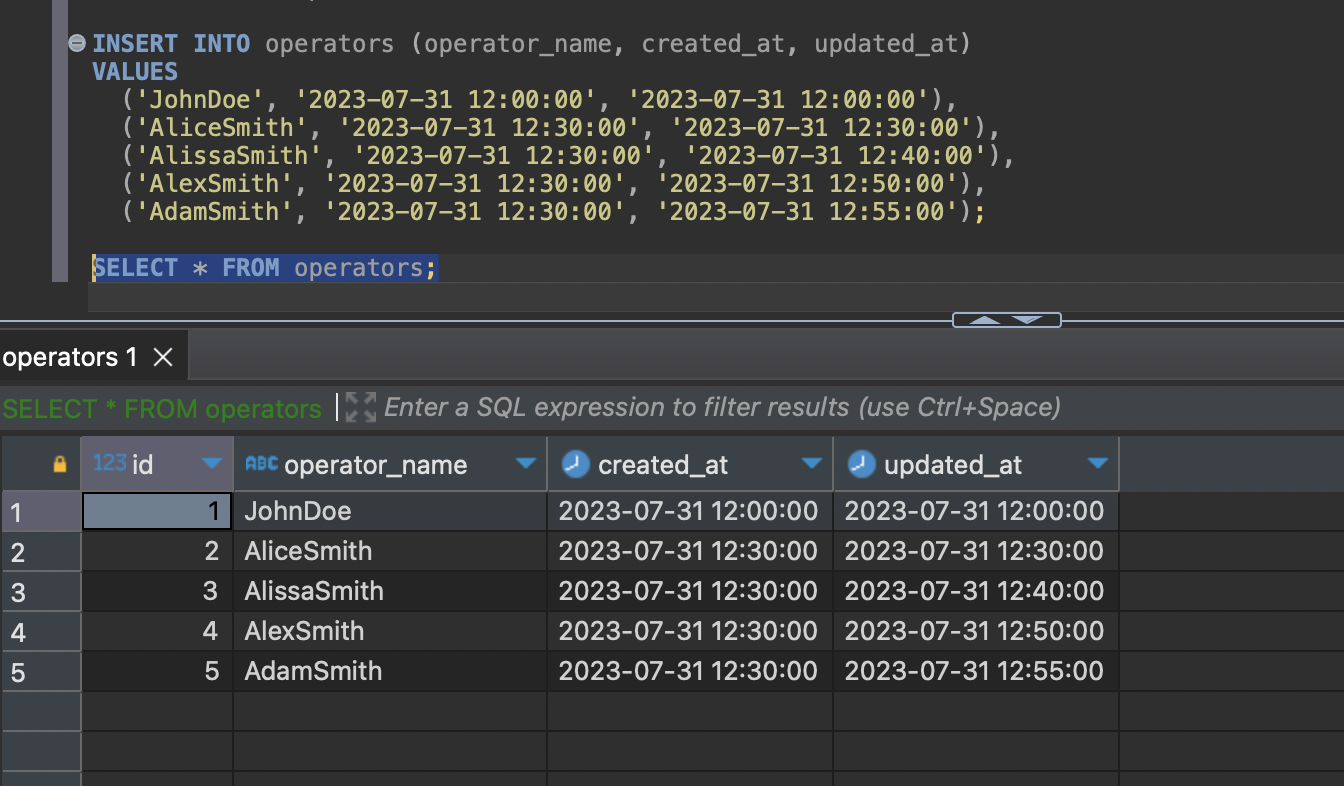 INSERT INTO operators (operator_name, created_at, updated_at)
VALUES
('JohnDoe', '2023-07-31 12:00:00', '2023-07-31 12:00:00'),
('AliceSmith', '2023-07-31 12:30:00', '2023-07-31 12:30:00'),
('AlissaSmith', '2023-07-31 12:30:00', '2023-07-31 12:40:00'),
('AlexSmith', '2023-07-31 12:30:00', '2023-07-31 12:50:00'),
('AdamSmith', '2023-07-31 12:30:00', '2023-07-31 12:55:00');
SELECT * FROM operators;
operators 1
SELECT * FROM operators Enter a SQL expression to filter results (use Ctrl+Space)
123 id ABC operator_name created_at updated_at
1 1 JohnDoe 2023-07-31 12:00:00 2023-07-31 12:00:00
2 2 AliceSmith 2023-07-31 12:30:00 2023-07-31 12:30:00
3 3 AlissaSmith 2023-07-31 12:30:00 2023-07-31 12:40:00
4 4 AlexSmith 2023-07-31 12:30:00 2023-07-31 12:50:00
5 5 AdamSmith 2023-07-31 12:30:00 2023-07-31 12:55:00